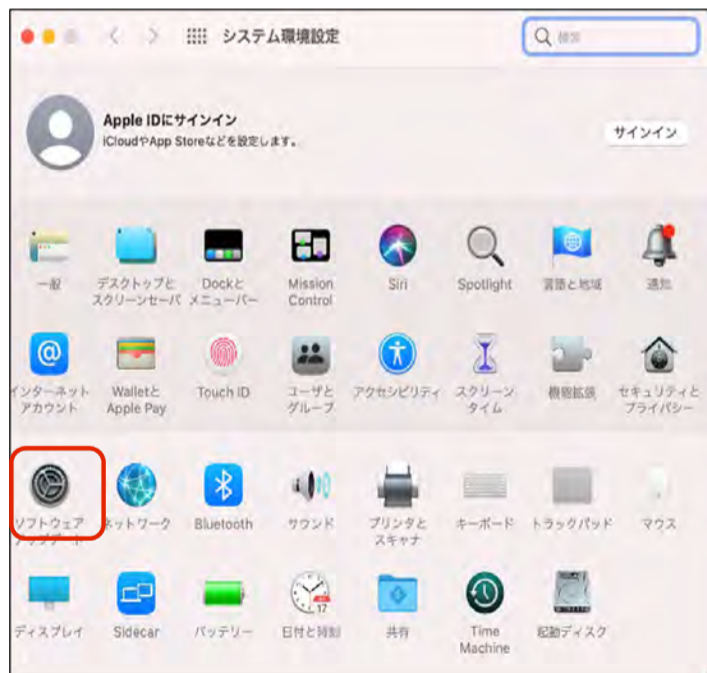 システム環境設定
検索
Apple IDにサインイン
iCloudやApp Storeなどを設定します。
サインイン
一般
デスクトップと
スクリーンセーバ
Dockと
メニューバー
Mission
Control
Siri
Spotlight
言語と地域
通知
インターネット
アカウント
Walletと
Apple Pay
Touch ID
ユーザと
グループ
アクセシビリティ
スクリーン
タイム
機能拡張
セキュリティと
プライバシー
ソフトウェア
アップデート
ネットワーク
Bluetooth
サウンド
プリンタと
スキャナ
キーボード
トラックパッド
マウス
ディスプレイ
Sidecar
バッテリー
17
日付と時刻
共有
Time
Machine
起動ディスク